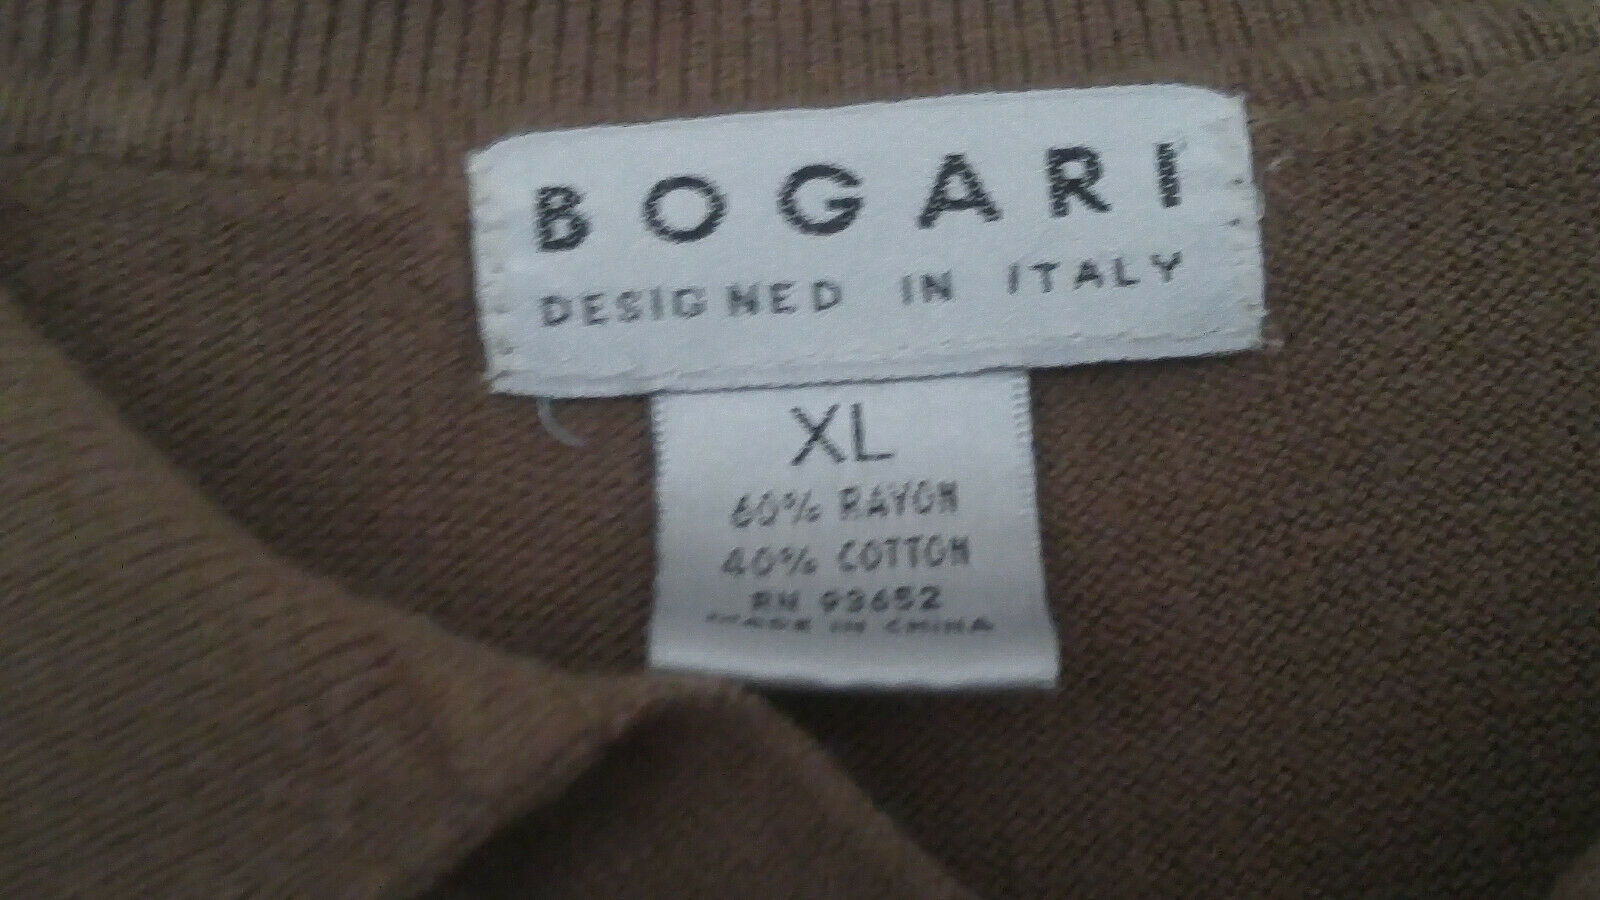 BOGARI
DESIGNED IN ITALY
XL
60% RAYON
40% COTTON
RN 93652
MADE IN CHINA